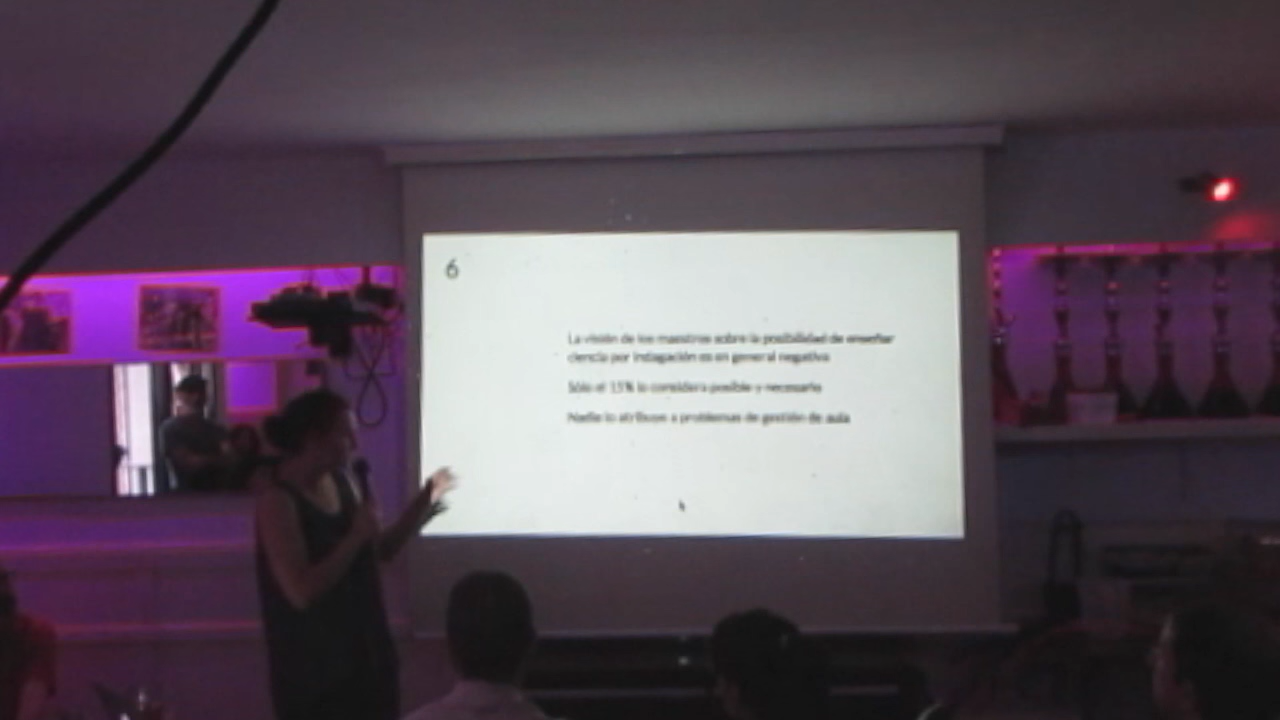 6
La visión de los maestros sobre la posibilidad de enseñar
ciencia por indagación es en general negativa
Sólo el 15% lo considera posible y necesario
Nadie lo atribuye a problemas de gestión de aula